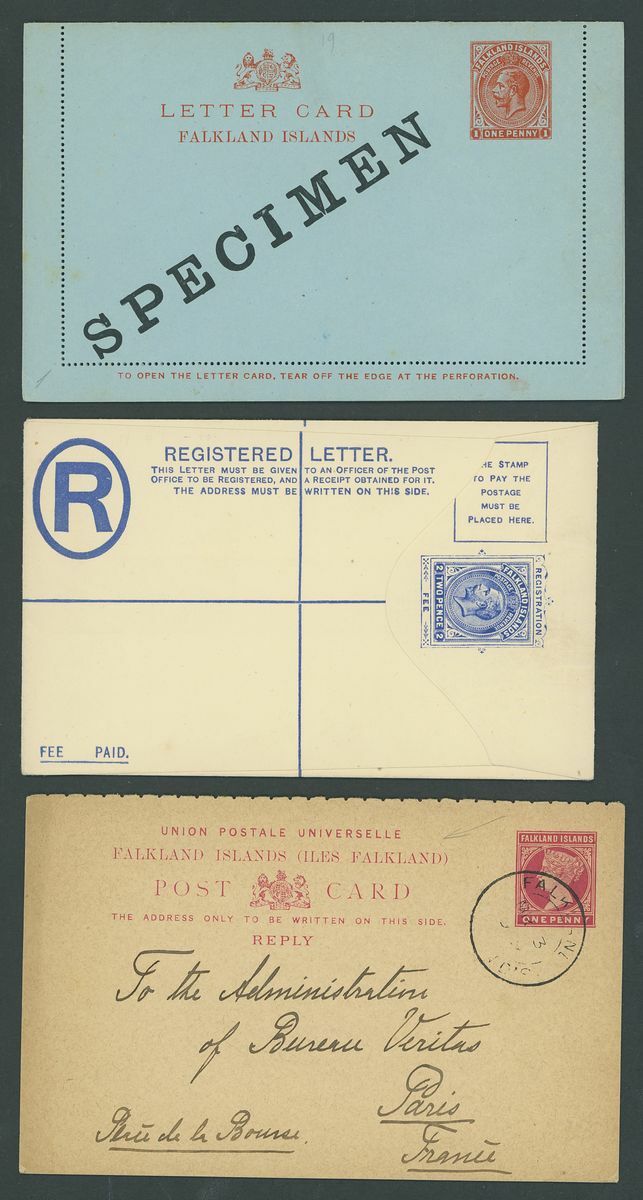 19
LETTER CARD
FALKLAND ISLANDS
FALKLAND ISLANDS
POSTAGE & REVENUE
1 ONE PENNY 1
SPECIMEN
TO OPEN THE LETTER CARD, TEAR OFF THE EDGE AT THE PERFORATION.
R
REGISTERED LETTER.
THIS LETTER MUST BE GIVEN TO AN OFFICER OF THE POST
OFFICE TO BE REGISTERED, AND A RECEIPT OBTAINED FOR IT.
THE ADDRESS MUST BE WRITTEN ON THIS SIDE.
HE STAMP
TO PAY THE
POSTAGE
MUST BE
PLACED HERE.
REGISTRATION
FALKLAND ISLANDS
2 TWO PENCE 2
FEE
FEE PAID.
UNION POSTALE UNIVERSELLE
FALKLAND ISLANDS (ILES FALKLAND)
POST CARD
THE ADDRESS ONLY TO BE WRITTEN ON THIS SIDE.
REPLY
FALKLAND ISLANDS
ONE PENNY
FALK
To the Administration
of Bureau Veritas
Paris
Place de la Bourse.
France